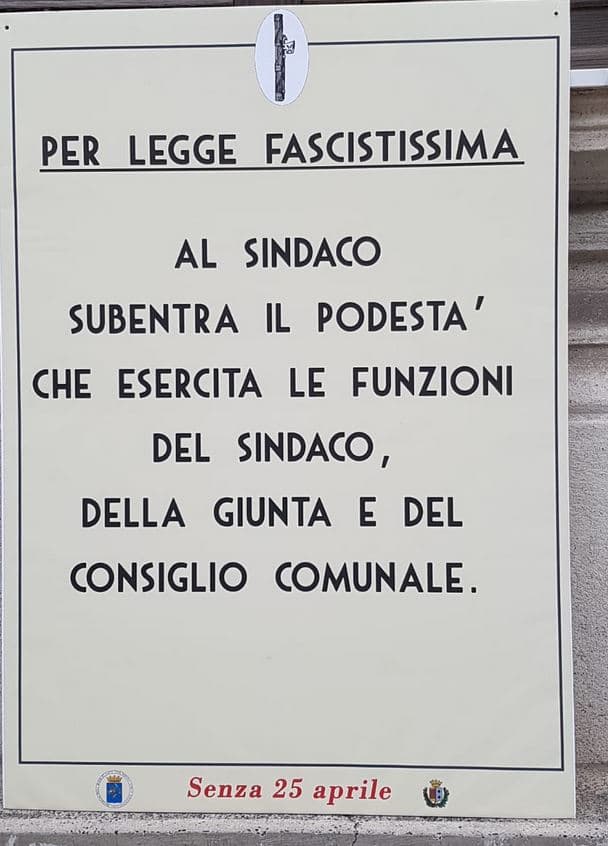 PER LEGGE FASCISTISSIMA
AL SINDACO
SUBENTRA IL PODESTA'
CHE ESERCITA LE FUNZIONI
DEL SINDACO,
DELLA GIUNTA E DEL
CONSIGLIO COMUNALE.
Senza 25 aprile